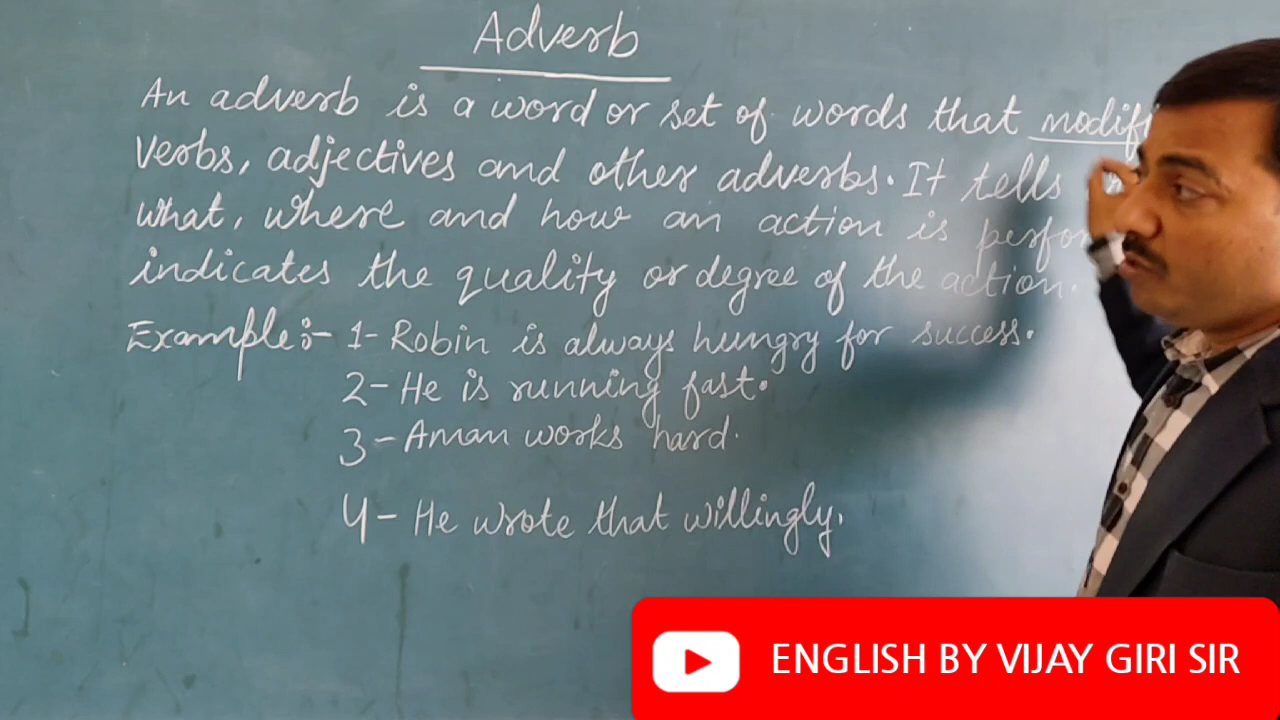 Adverb
An adverb is a word or set of words that modifi
verbs, adjectives and other adverbs. It tells
what, where and how an action is perfo
indicates the quality or degree of the action.
Example:- 1- Robin is always hungry for success.
2- He is running fast.
3- Aman works hard.
4- He wrote that willingly.
ENGLISH BY VIJAY GIRI SIR